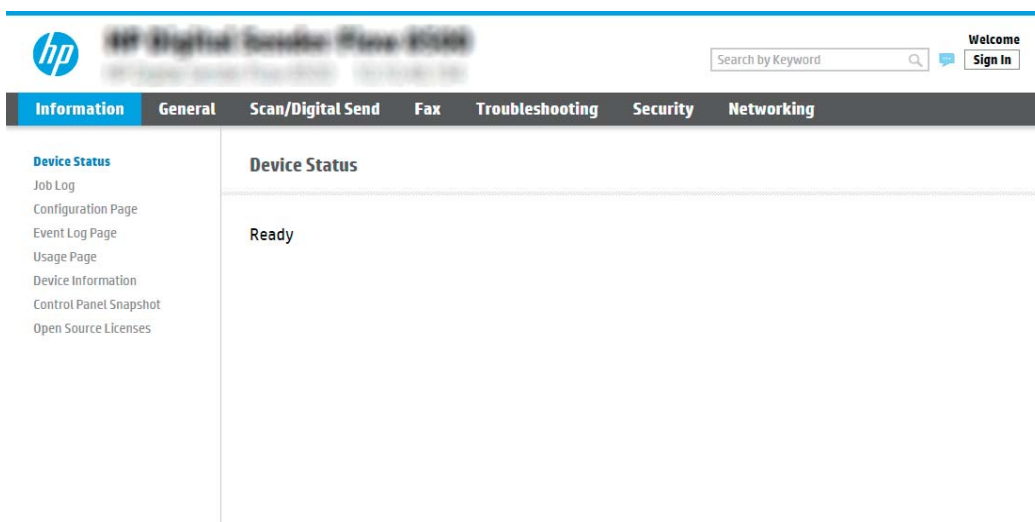 hp
Welcome
Search by Keyword
Sign In
Information General Scan/Digital Send Fax Troubleshooting Security Networking
Device Status
Job Log
Configuration Page
Event Log Page
Usage Page
Device Information
Control Panel Snapshot
Open Source Licenses
Device Status
Ready